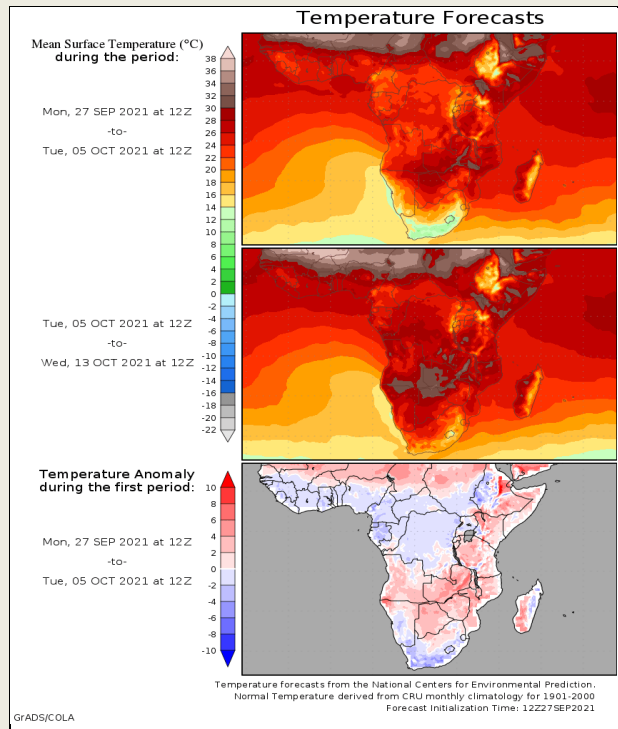 Temperature Forecasts
Mean Surface Temperature (°C)
during the period:
Mon, 27 SEP 2021 at 12Z
-to-
Tue, 05 OCT 2021 at 12Z
38
36
34
32
30
28
26
24
22
20
18
16
14
12
10
8
6
4
2
0
-2
-4
-6
-8
-10
-12
-14
-16
-18
-20
-22
Tue, 05 OCT 2021 at 12Z
-to-
Wed, 13 OCT 2021 at 12Z
Temperature Anomaly
during the first period:
Mon, 27 SEP 2021 at 12Z
-to-
Tue, 05 OCT 2021 at 12Z
10
8
6
4
2
0
-2
-4
-6
-8
-10
Temperature forecasts from the National Centers for Environmental Prediction.
Normal Temperature derived from CRU monthly climatology for 1901-2000
Forecast Initialization Time: 12Z27SEP2021
GrADS/COLA